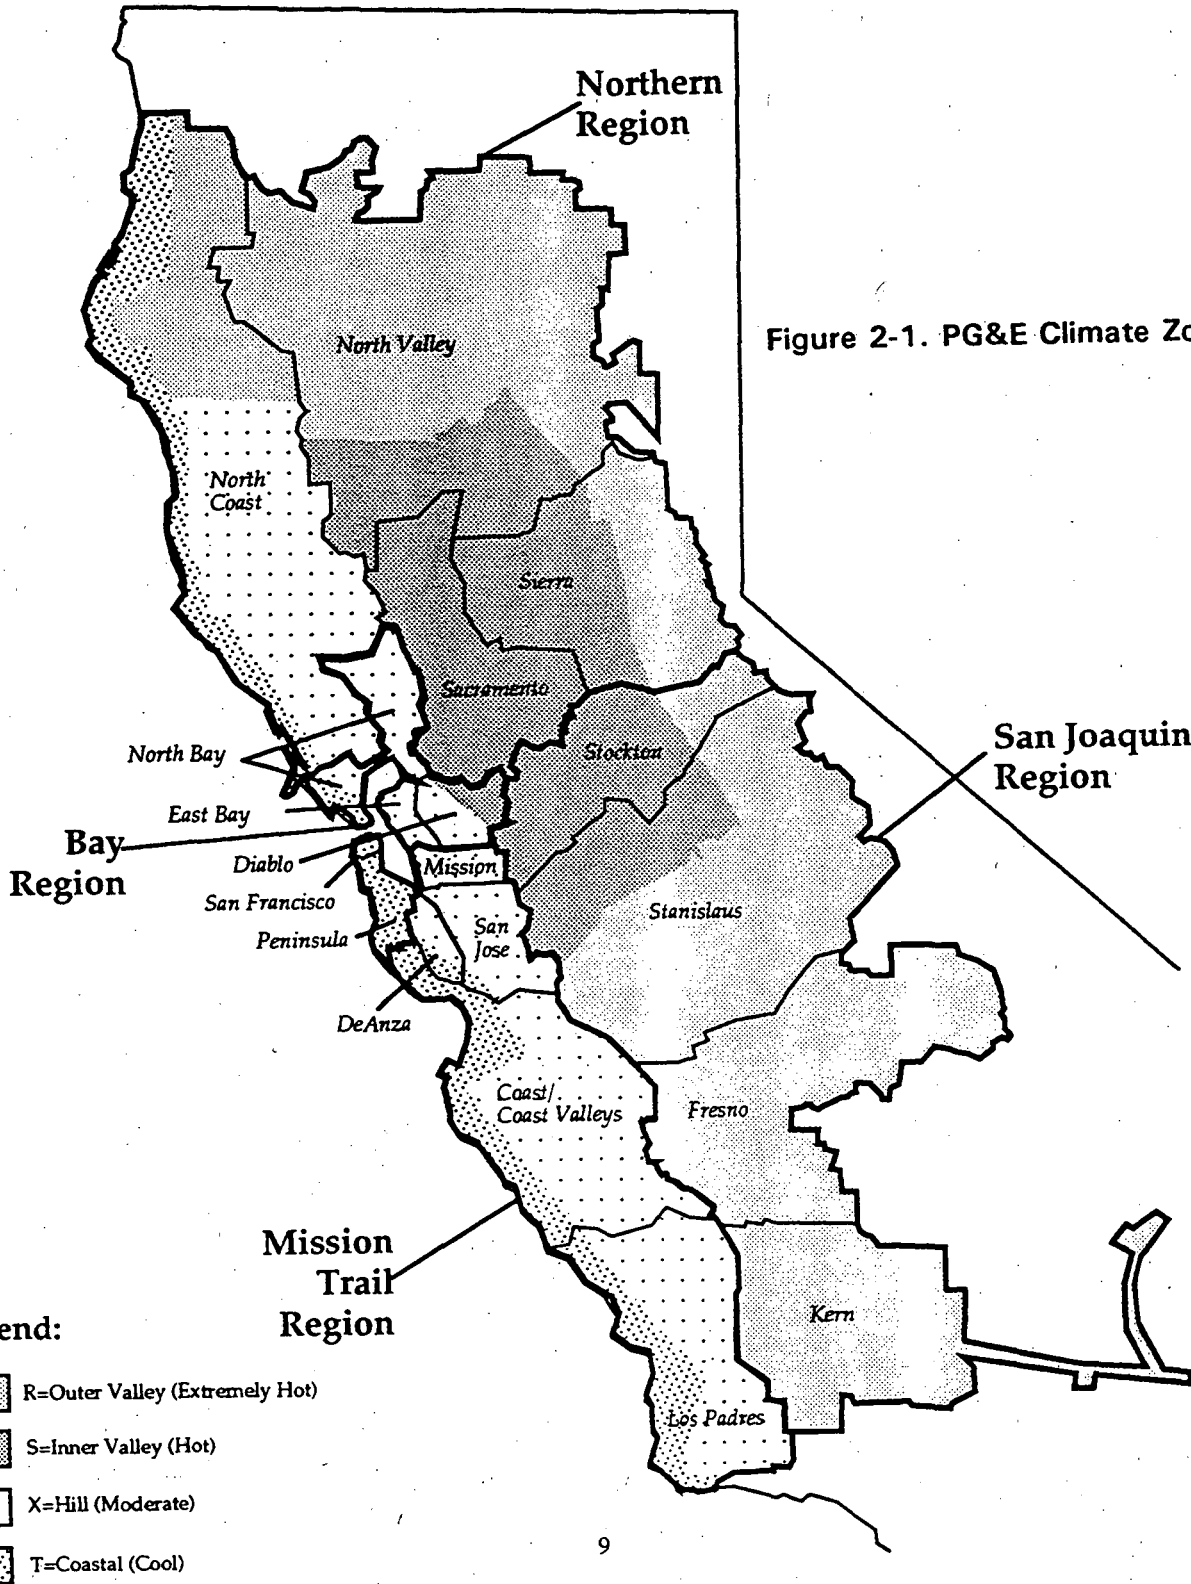 Northern
Region
Figure 2-1. PG&E Climate
North Valley
North
Coast
Sierra
Sacramento
North Bay
Stockton
San Joaquin
Region
East Bay
Bay
Region
Diablo
Mission
San Francisco
Stanislaus
Peninsula
San
Jose
DeAnza
Coast/
Coast Valleys
Fresno
Mission
Trail
Region
Kern
end:
R=Outer Valley (Extremely Hot)
S=Inner Valley (Hot)
Los Padres
X=Hill (Moderate)
T=Coastal (Cool)
9